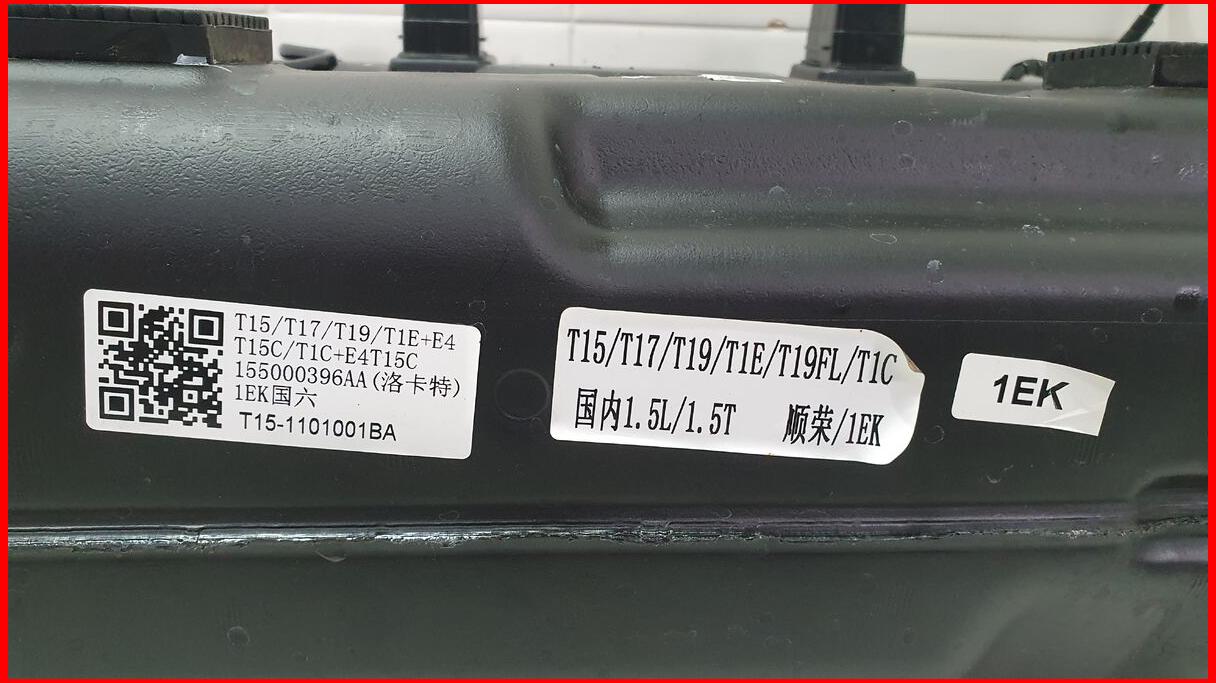 T15/T17/T19/T1E+E4
T15C/T1C+E4T15C
155000396AA(洛卡特)
1EK国六
T15-1101001BA
T15/T17/T19/T1E/T19FL/T1C
国内1.5L/1.5T 顺荣/1EK
1EK